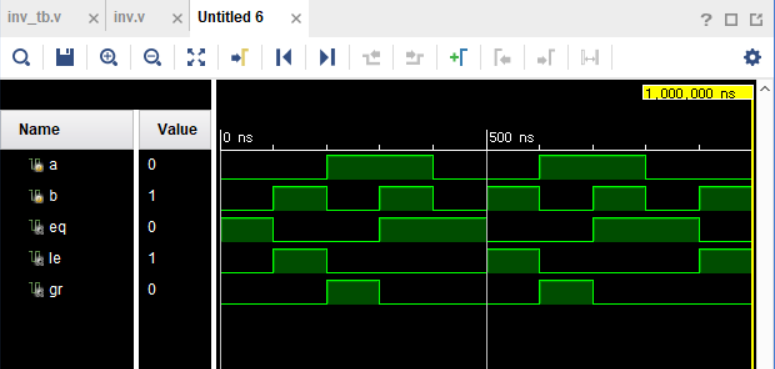 inv_tb.v × inv.v × Untitled 6 ×
?
1,000,000 ns
Name Value
0 ns 500 ns
a 0
b 1
eq 0
le 1
gr 0